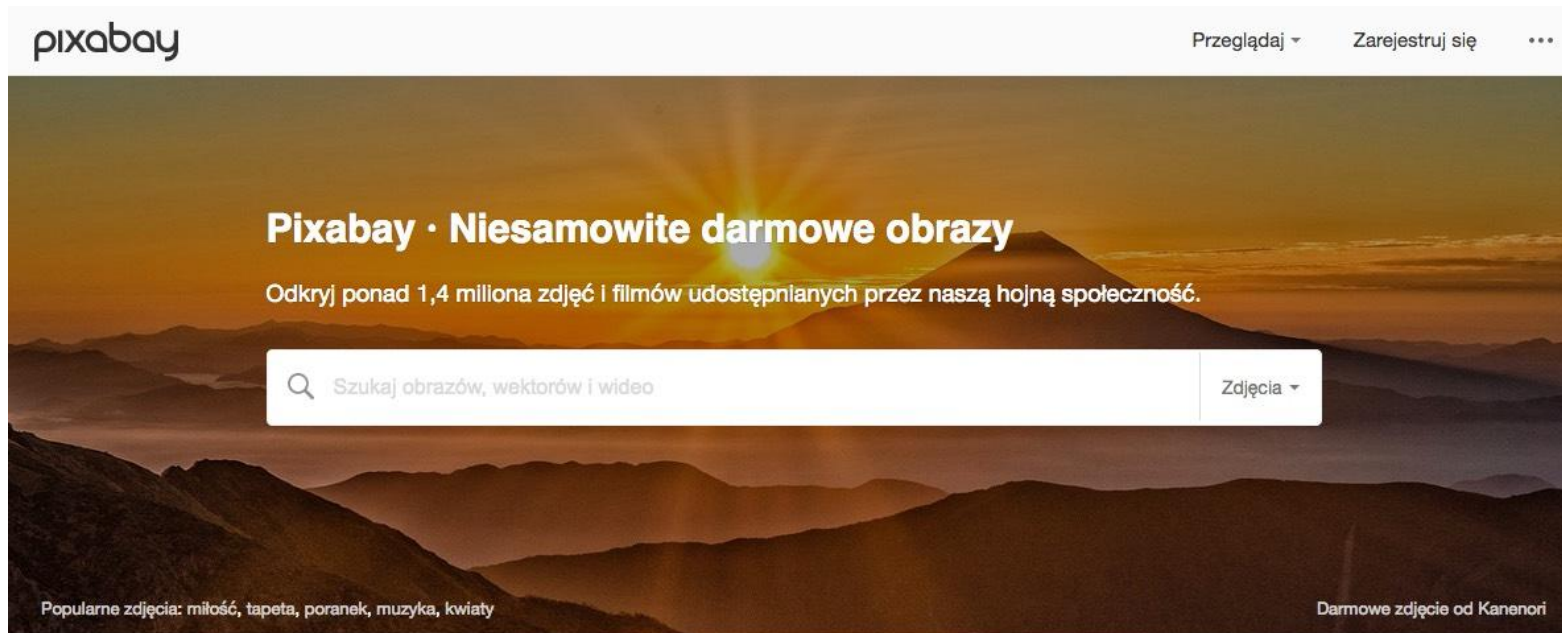 pixabay
Przeglądaj
Zarejestruj się
Pixabay · Niesamowite darmowe obrazy
Odkryj ponad 1,4 miliona zdjęć i filmów udostępnianych przez naszą hojną społeczność.
Szukaj obrazów, wektorów i wideo
Zdjęcia
Popularne zdjęcia: miłość, tapeta, poranek, muzyka, kwiaty
Darmowe zdjęcie od Kanenori